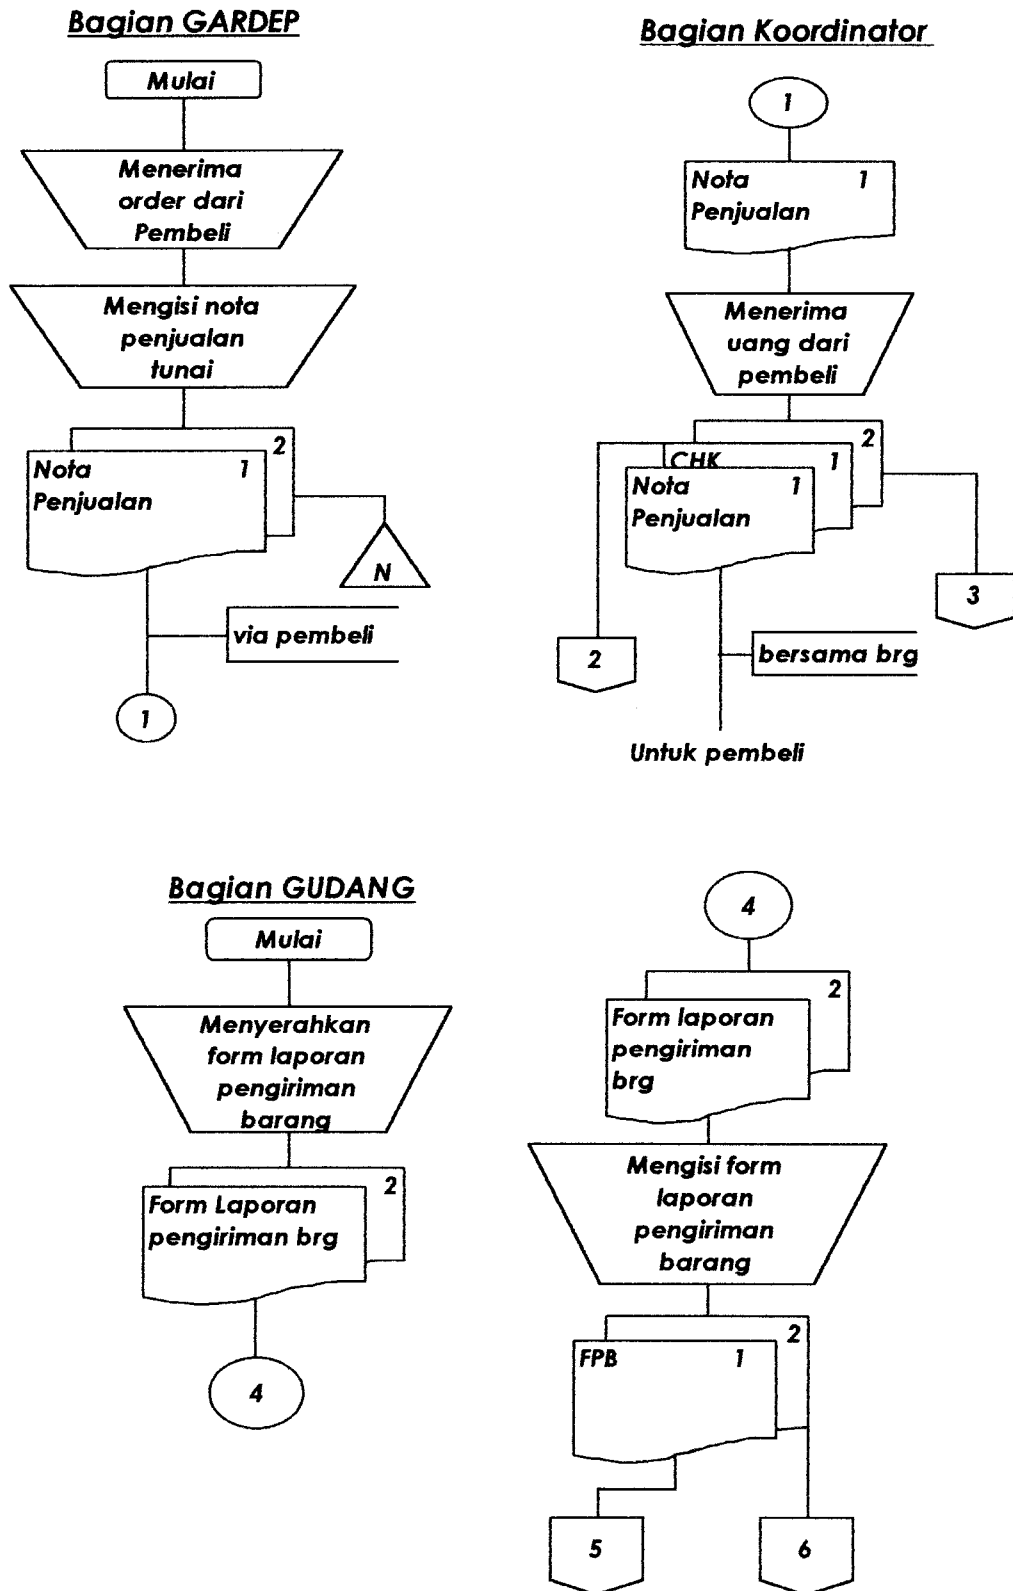 Bagian GARDEP
Mulai
Menerima
order dari
Pembeli
Mengisi nota
penjualan
tunai
2
Nota 1
Penjualan
N
via pembeli
1
Bagian Koordinator
1
Nota 1
Penjualan
Menerima
uang dari
pembeli
2
CHK 1
Nota 1
Penjualan
3
2
bersama brg
Untuk pembeli
Bagian GUDANG
Mulai
Menyerahkan
form laporan
pengiriman
barang
2
Form Laporan
pengiriman brg
4
4
2
Form laporan
pengiriman
brg
Mengisi form
laporan
pengiriman
barang
2
FPB 1
5
6